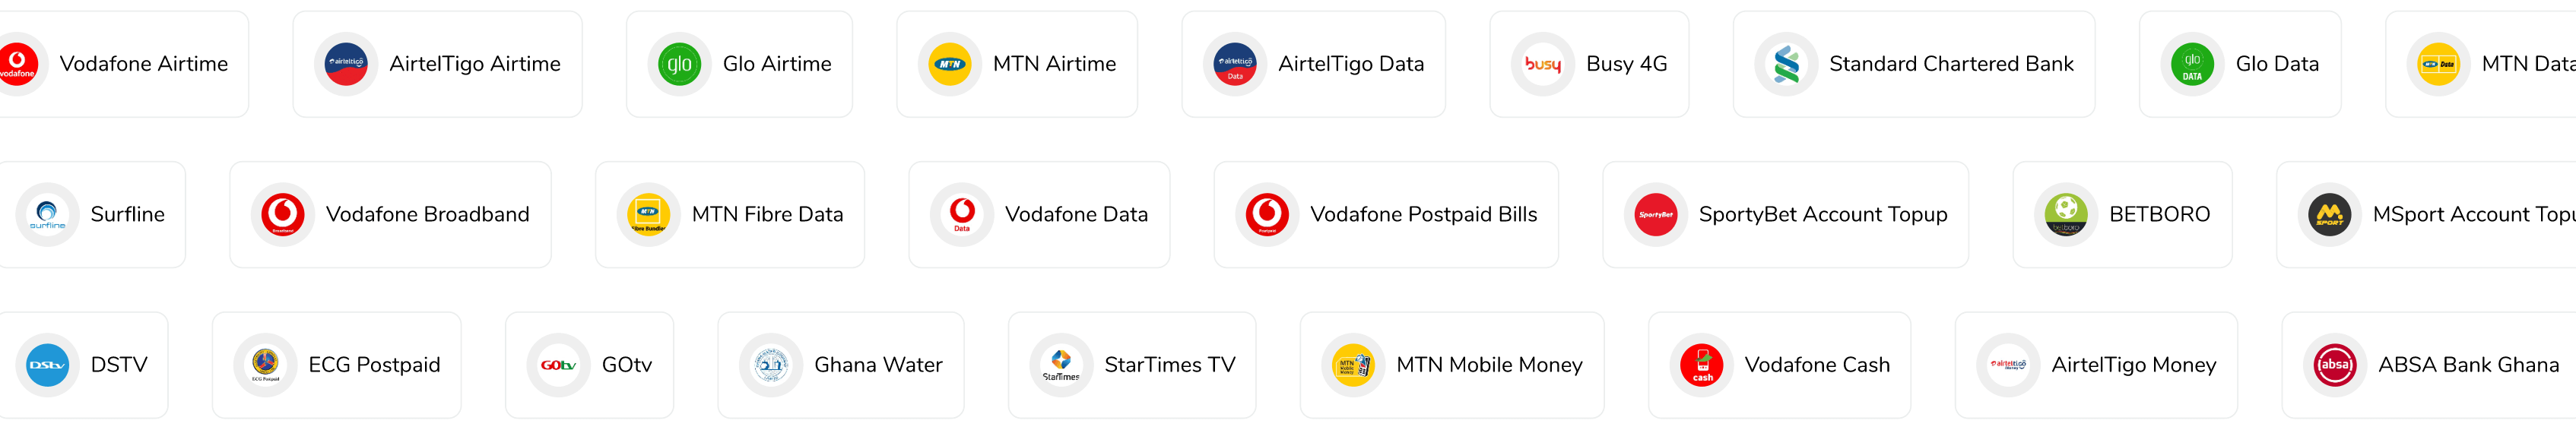 vodafone Vodafone Airtime airteltigo AirtelTigo Airtime glo Glo Airtime MTN MTN Airtime airteltigo Data AirtelTigo Data busy Busy 4G Standard Chartered Bank glo DATA Glo Data MTN Data MTN Data
surfline Surfline Broadband Vodafone Broadband MTN Fibre Bundle MTN Fibre Data Data Vodafone Data Postpaid Vodafone Postpaid Bills SportyBet SportyBet Account Topup betboro BETBORO M SPORT MSport Account Topu
DStv DSTV ECG Postpaid ECG Postpaid GOtv GOtv Ghana Water StarTimes StarTimes TV MTN Mobile Money MTN Mobile Money cash Vodafone Cash airteltigo Money AirtelTigo Money absa ABSA Bank Ghana